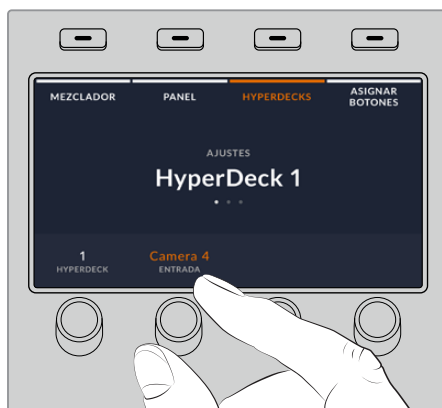 MEZCLADOR
PANEL
HYPERDECKS
ASIGNAR
BOTONES
AJUSTES
HyperDeck 1
1
HYPERDECK
Camera 4
ENTRADA